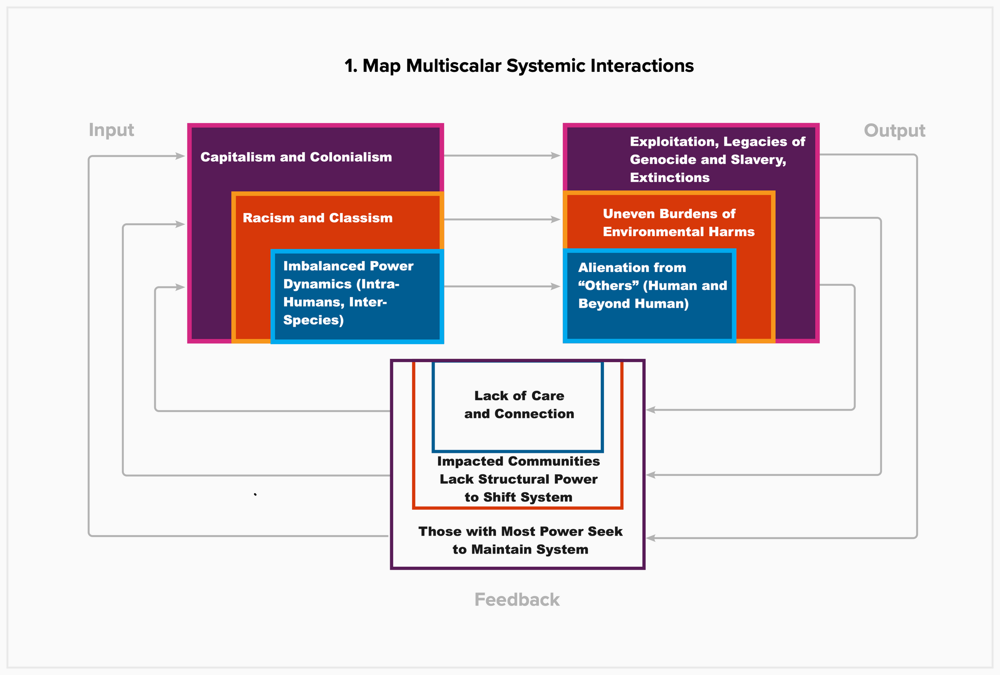 1. Map Multiscalar Systemic Interactions
Input
Output
Capitalism and Colonialism
Racism and Classism
Imbalanced Power
Dynamics (Intra-
Humans, Inter-
Species)
Exploitation, Legacies of
Genocide and Slavery,
Extinctions
Uneven Burdens of
Environmental Harms
Alienation from
“Others” (Human and
Beyond Human)
Lack of Care
and Connection
Impacted Communities
Lack Structural Power
to Shift System
Those with Most Power Seek
to Maintain System
Feedback